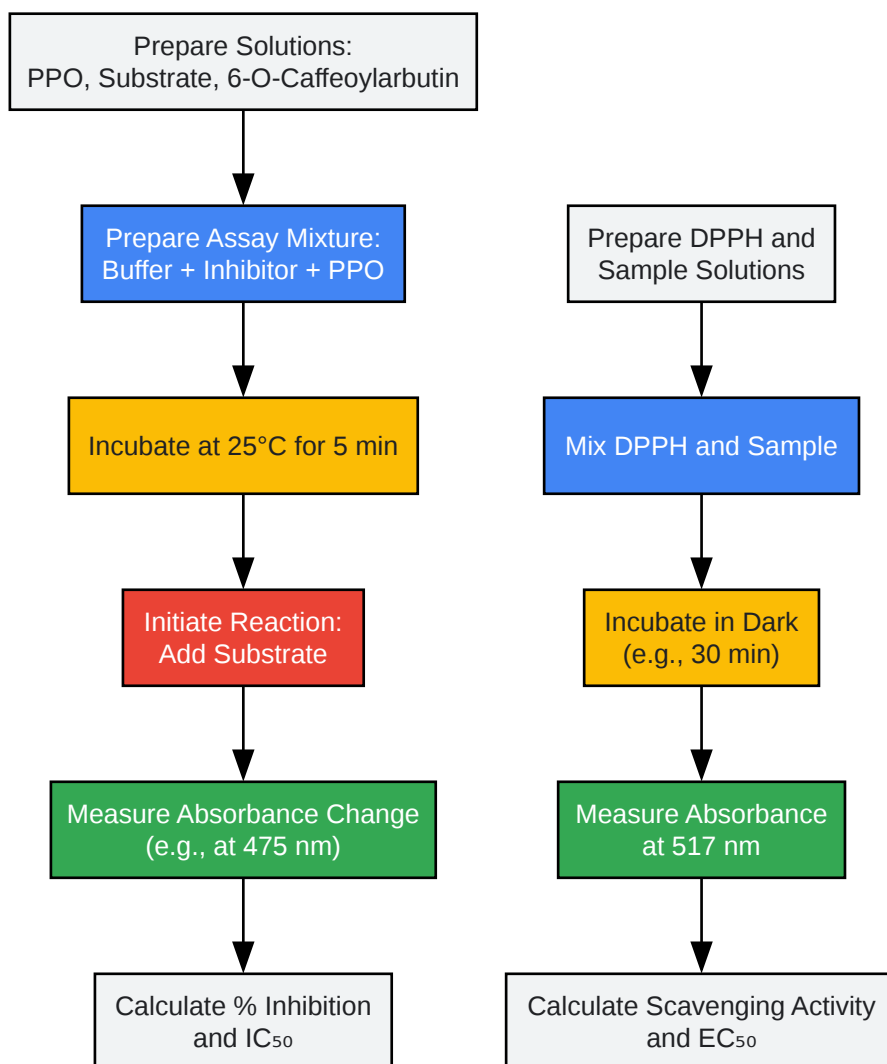 Prepare Solutions:
PPO, Substrate, 6-O-Caffeoylarbutin
Prepare Assay Mixture:
Buffer + Inhibitor + PPO
Incubate at 25°C for 5 min
Initiate Reaction:
Add Substrate
Measure Absorbance Change
(e.g., at 475 nm)
Calculate % Inhibition
and IC₅₀
Prepare DPPH and
Sample Solutions
Mix DPPH and Sample
Incubate in Dark
(e.g., 30 min)
Measure Absorbance
at 517 nm
Calculate Scavenging Activity
and EC₅₀